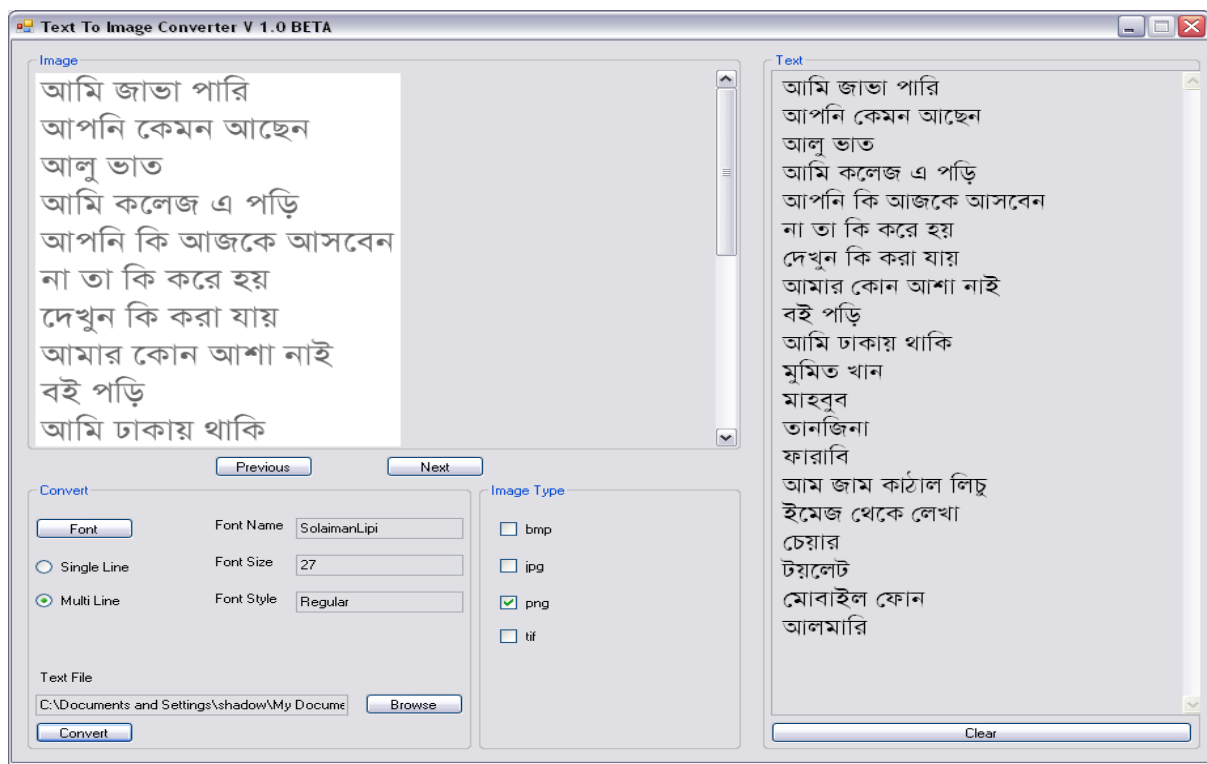 Text To Image Converter V 1.0 BETA
Image
আমি জাভা পারি
আপনি কেমন আছেন
আলু ভাত
আমি কলেজ এ পড়ি
আপনি কি আজকে আসবেন
না তা কি করে হয়
দেখুন কি করা যায়
আমার কোন আশা নাই
বই পড়ি
আমি ঢাকায় থাকি
Previous
Next
Convert
Font
Font Name
SolaimanLipi
Single Line
Font Size
27
Multi Line
Font Style
Regular
Text File
C:\Documents and Settings\shadow\My Docume
Browse
Convert
Image Type
bmp
jpg
png
tif
Text
আমি জাভা পারি
আপনি কেমন আছেন
আলু ভাত
আমি কলেজ এ পড়ি
আপনি কি আজকে আসবেন
না তা কি করে হয়
দেখুন কি করা যায়
আমার কোন আশা নাই
বই পড়ি
আমি ঢাকায় থাকি
মুমিত খান
মাহবুব
তানজিনা
ফারাবি
আম জাম কাঠাল লিচু
ইমেজ থেকে লেখা
চেয়ার
টয়লেট
মোবাইল ফোন
আলমারি
Clear